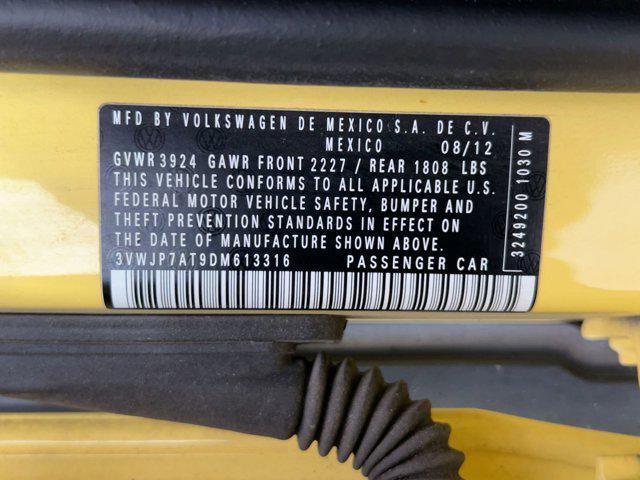 MFD BY VOLKSWAGEN DE MEXICO S.A. DE C.V.
MEXICO 08/12
GVWR3924 GAWR FRONT 2227 / REAR 1808 LBS
THIS VEHICLE CONFORMS TO ALL APPLICABLE U.S.
FEDERAL MOTOR VEHICLE SAFETY, BUMPER AND
THEFT PREVENTION STANDARDS IN EFFECT ON
THE DATE OF MANUFACTURE SHOWN ABOVE.
3VWJP7AT9DM613316 PASSENGER CAR
3249200 1030 M